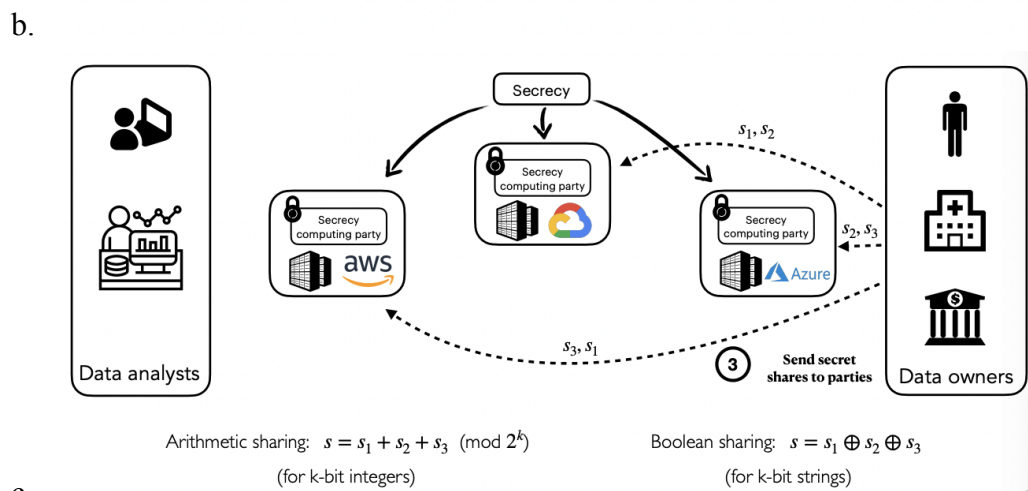 b.
Secrecy
s₁, s₂
Secrecy
computing party
Secrecy
computing party
aws
Secrecy
computing party
Azure
s₂, s₃
s₃, s₁
3
Send secret
shares to parties
$
Data analysts
Data owners
Arithmetic sharing: s = s₁ + s₂ + s₃ (mod 2ᵏ)
(for k-bit integers)
Boolean sharing: s = s₁ ⊕ s₂ ⊕ s₃
(for k-bit strings)